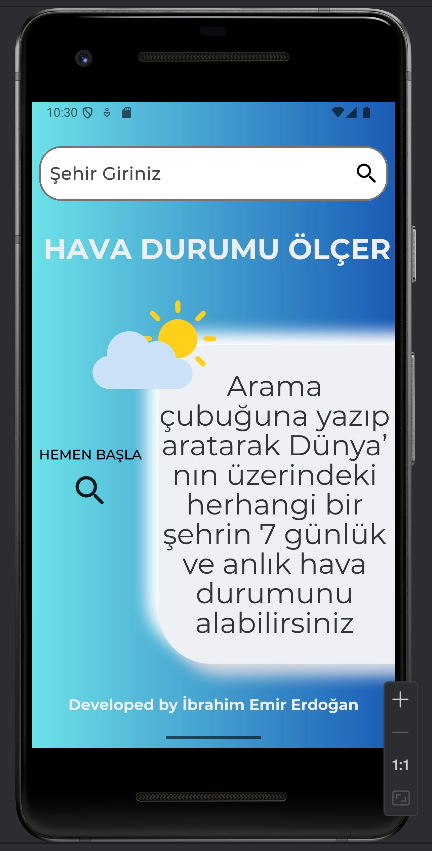 10:30
Şehir Giriniz
HAVA DURUMU ÖLÇER
Arama
çubuğuna yazıp
aratarak Dünya’
nın üzerindeki
herhangi bir
şehrin 7 günlük
ve anlık hava
durumunu
alabilirsiniz
HEMEN BAŞLA
Developed by İbrahim Emir Erdoğan
1:1